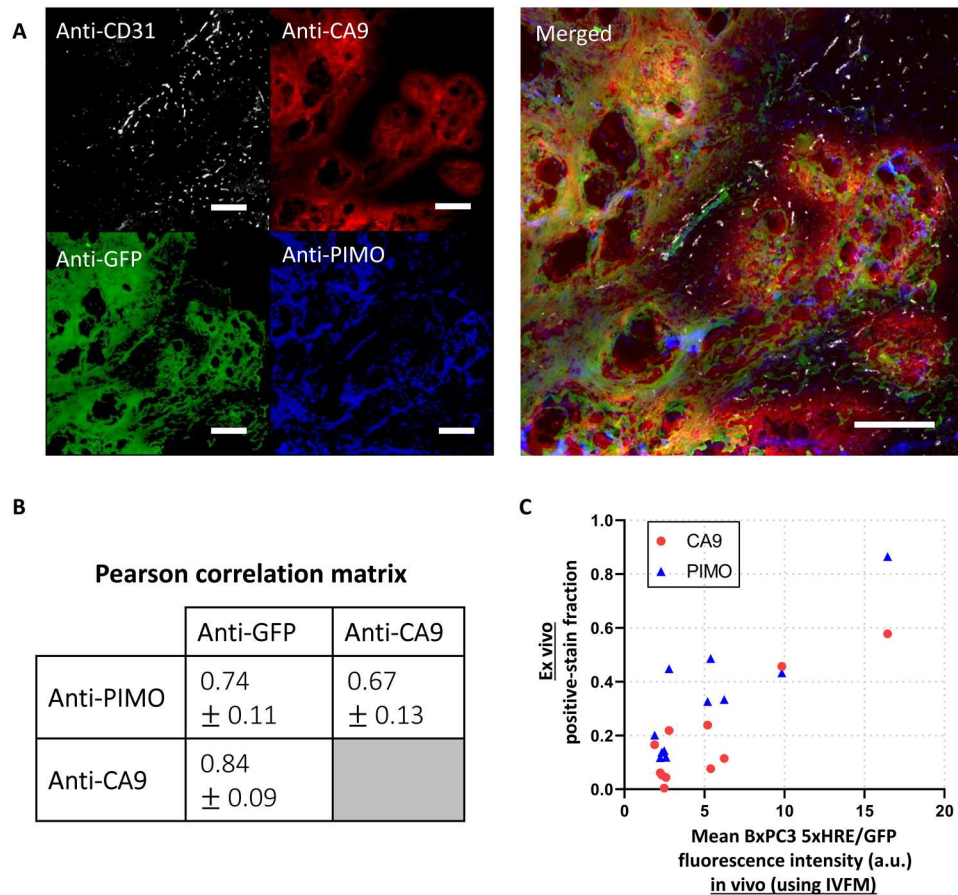 A
Anti-CD31
Anti-CA9
Merged
Anti-GFP
Anti-PIMO
B
Pearson correlation matrix
Anti-GFP
Anti-CA9
Anti-PIMO
0.74
± 0.11
0.67
± 0.13
Anti-CA9
0.84
± 0.09
C
Ex vivo
positive-stain fraction
1.0
0.8
0.6
0.4
0.2
0.0
CA9
PIMO
0
5
10
15
20
Mean BxPC3 5xHRE/GFP
fluorescence intensity (a.u.)
in vivo (using IVFM)